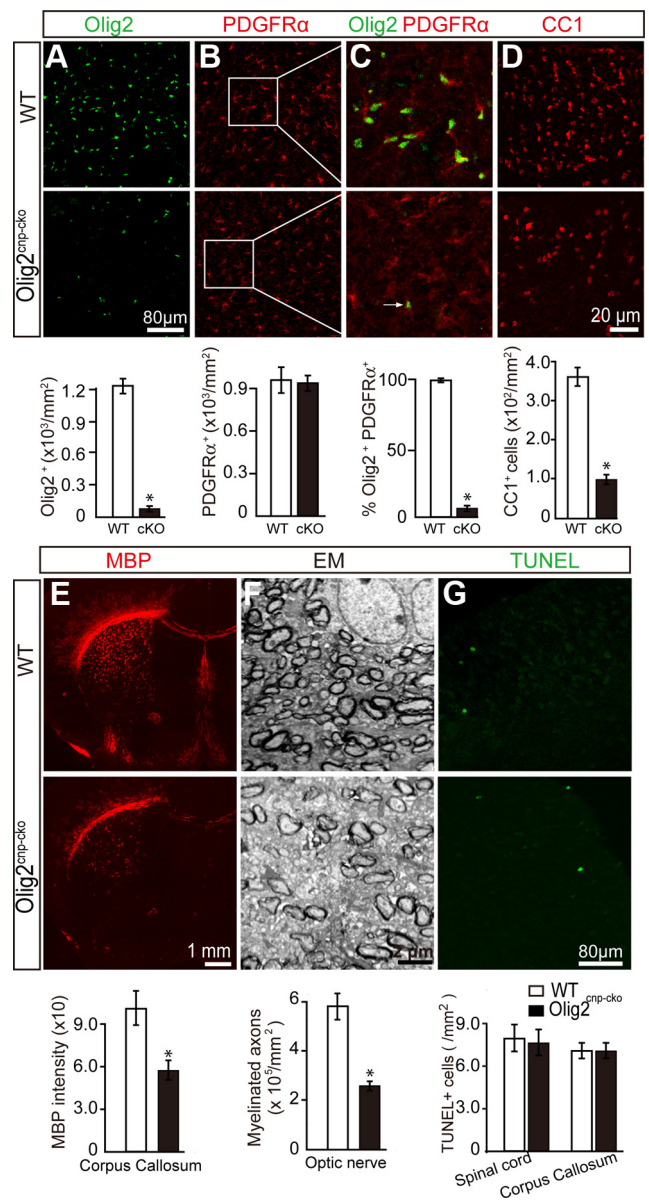 Olig2 PDGFRα Olig2 PDGFRα CC1
A B C D
WT
Olig2cnp-cko
80µm 20 µm
Olig2 + (x10³/mm²)
1.2
0.9
0.6
0.3
0
*
WT cKO
PDGFRα+ (x10³/mm²)
0.9
0.6
0.3
0
WT cKO
% Olig2+ PDGFRα+
100
50
0
*
WT cKO
CC1+ cells (x10²/mm²)
4.0
3.0
2.0
1.0
0
*
WT cKO
MBP EM TUNEL
E F G
WT
Olig2cnp-cko
1 mm 2 µm 80µm
MBP intensity (x10)
9.0
6.0
3.0
0
*
Corpus Callosum
Myelinated axons
(x 10⁵/mm²)
6
4
2
0
*
Optic nerve
WT
Olig2cnp-cko
TUNEL+ cells ( /mm²)
9.0
6.0
3.0
0
Spinal cord
Corpus Callosum